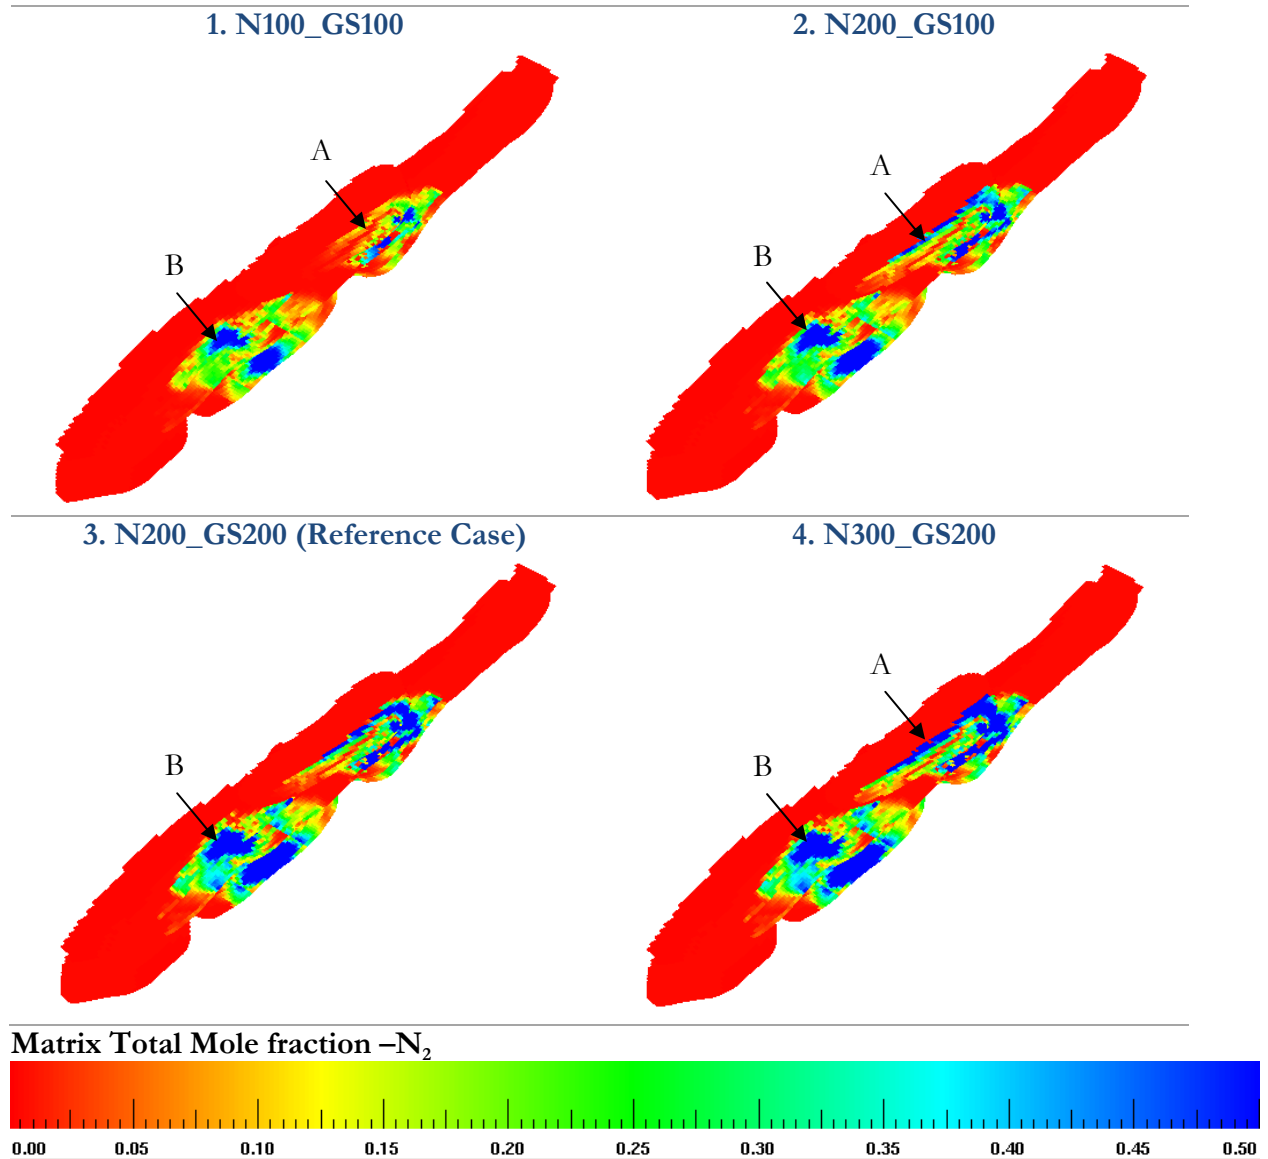 1. N100_GS100
2. N200_GS100
A
A
B
B
3. N200_GS200 (Reference Case)
4. N300_GS200
A
B
B
Matrix Total Mole fraction –N₂
0.00 0.05 0.10 0.15 0.20 0.25 0.30 0.35 0.40 0.45 0.50